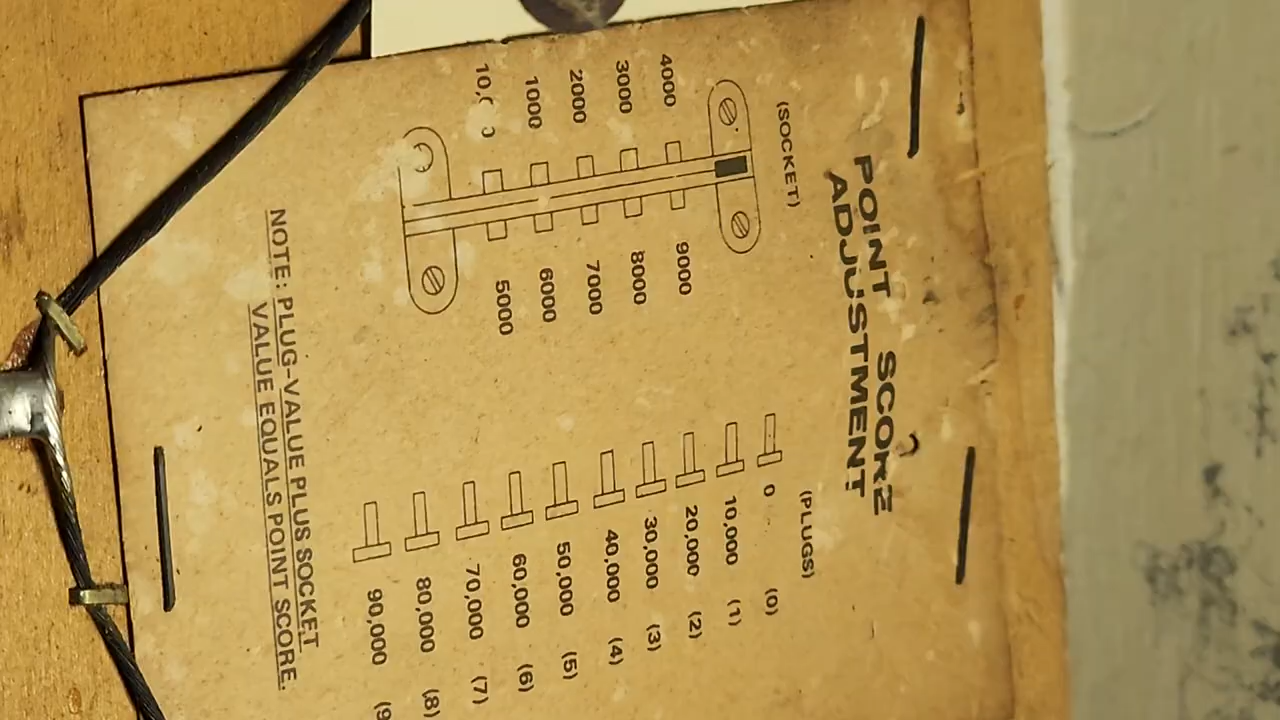 POINT SCORE
ADJUSTMENT
(SOCKET)
4000 9000
3000 8000
2000 7000
1000 6000
5000
(PLUGS)
0 (0)
10,000 (1)
20,000 (2)
30,000 (3)
40,000 (4)
50,000 (5)
60,000 (6)
70,000 (7)
80,000 (8)
90,000 (9
NOTE: PLUG-VALUE PLUS SOCKET
VALUE EQUALS POINT SCORE.